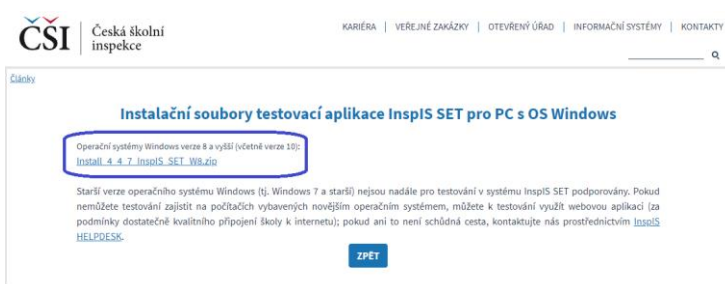 ČŠI
Česká školní
inspekce
KARIÉRA | VEŘEJNÉ ZAKÁZKY | OTEVŘENÝ ÚŘAD | INFORMAČNÍ SYSTÉMY | KONTAKTY
Články
Instalační soubory testovací aplikace InspIS SET pro PC s OS Windows
Operační systémy Windows verze 8 a vyšší (včetně verze 10):
Install_4_4_7_InspIS_SET_W8.zip
Starší verze operačního systému Windows (tj. Windows 7 a starší) nejsou nadále pro testování v systému InspIS SET podporovány. Pokud
nemůžete testování zajistit na počítačích vybavených novějším operačním systémem, můžete k testování využít webovou aplikaci (za
podmínky dostatečně kvalitního připojení školy k internetu); pokud ani to není schůdná cesta, kontaktujte nás prostřednictvím InspIS
HELPDESK.
ZPĚT